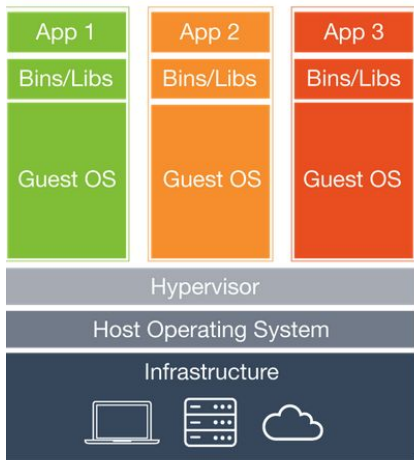 App 1
App 2
App 3
Bins/Libs
Bins/Libs
Bins/Libs
Guest OS
Guest OS
Guest OS
Hypervisor
Host Operating System
Infrastructure